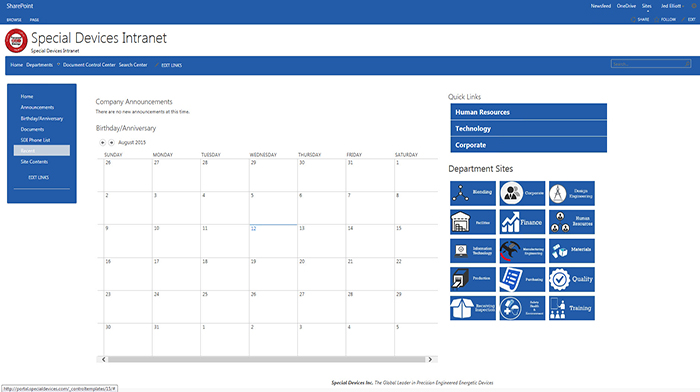 SharePoint
Newsfeed OneDrive Sites Jed Elliott
BROWSE PAGE
SHARE FOLLOW EDIT
Special Devices Intranet
Special Devices Intranet
Home Departments Document Control Center Search Center EDIT LINKS
Search...
Home
Announcements
Birthday/Anniversary
Documents
SDI Phone List
Recent
Site Contents
EDIT LINKS
Company Announcements
There are no new announcements at this time.
Birthday/Anniversary
August 2015
SUNDAY MONDAY TUESDAY WEDNESDAY THURSDAY FRIDAY SATURDAY
26 27 28 29 30 31 1
2 3 4 5 6 7 8
9 10 11 12 13 14 15
16 17 18 19 20 21 22
23 24 25 26 27 28 29
30 31 1 2 3 4 5
Quick Links
Human Resources
Technology
Corporate
Department Sites
Blending
Corporate
Design Engineering
Facilities
Finance
Human Resources
Information Technology
Manufacturing Engineering
Materials
Production
Purchasing
Quality
Receiving Inspection
Safety Health & Environment
Training
Special Devices Inc. The Global Leader in Precision Engineered Energetic Devices
http://portal.specialdevices.com/_controltemplates/15/#